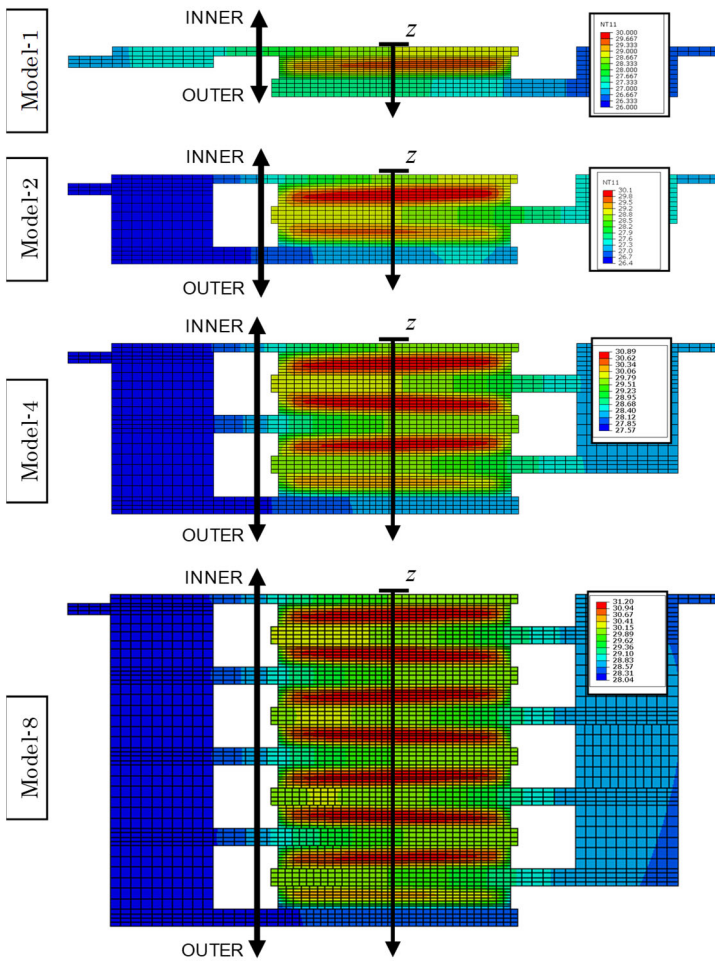 Model-1
INNER
OUTER
z
NT11
30.000
29.667
29.333
29.000
28.667
28.333
28.000
27.667
27.333
27.000
26.667
26.333
26.000
Model-2
INNER
OUTER
z
NT11
30.1
29.8
29.5
29.2
28.8
28.5
28.2
27.9
27.6
27.3
27.0
26.7
26.4
Model-4
INNER
OUTER
z
30.89
30.62
30.34
30.06
29.79
29.51
29.23
28.95
28.68
28.40
28.12
27.85
27.57
Model-8
INNER
OUTER
z
31.20
30.94
30.67
30.41
30.15
29.89
29.62
29.36
29.10
28.83
28.57
28.31
28.04